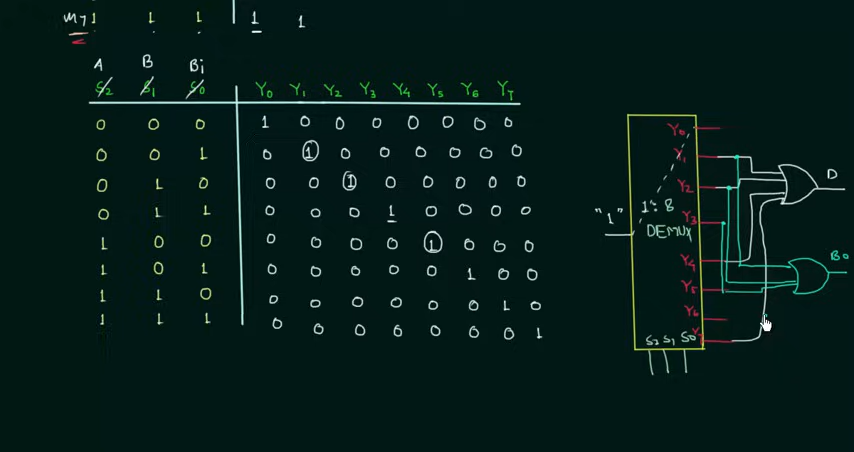 m7 1 1 1 1 1
A B Bi
S2 S1 S0 Y0 Y1 Y2 Y3 Y4 Y5 Y6 Y7
0 0 0 1 0 0 0 0 0 0 0
0 0 1 0 1 0 0 0 0 0 0
0 1 0 0 0 1 0 0 0 0 0
0 1 1 0 0 0 1 0 0 0 0
1 0 0 0 0 0 0 1 0 0 0
1 0 1 0 0 0 0 0 1 0 0
1 1 0 0 0 0 0 0 0 1 0
1 1 1 0 0 0 0 0 0 0 1
"1"
1:8
DEMUX
Y0
Y1
Y2
Y3
Y4
Y5
Y6
Y
S2 S1 S0
D
B0